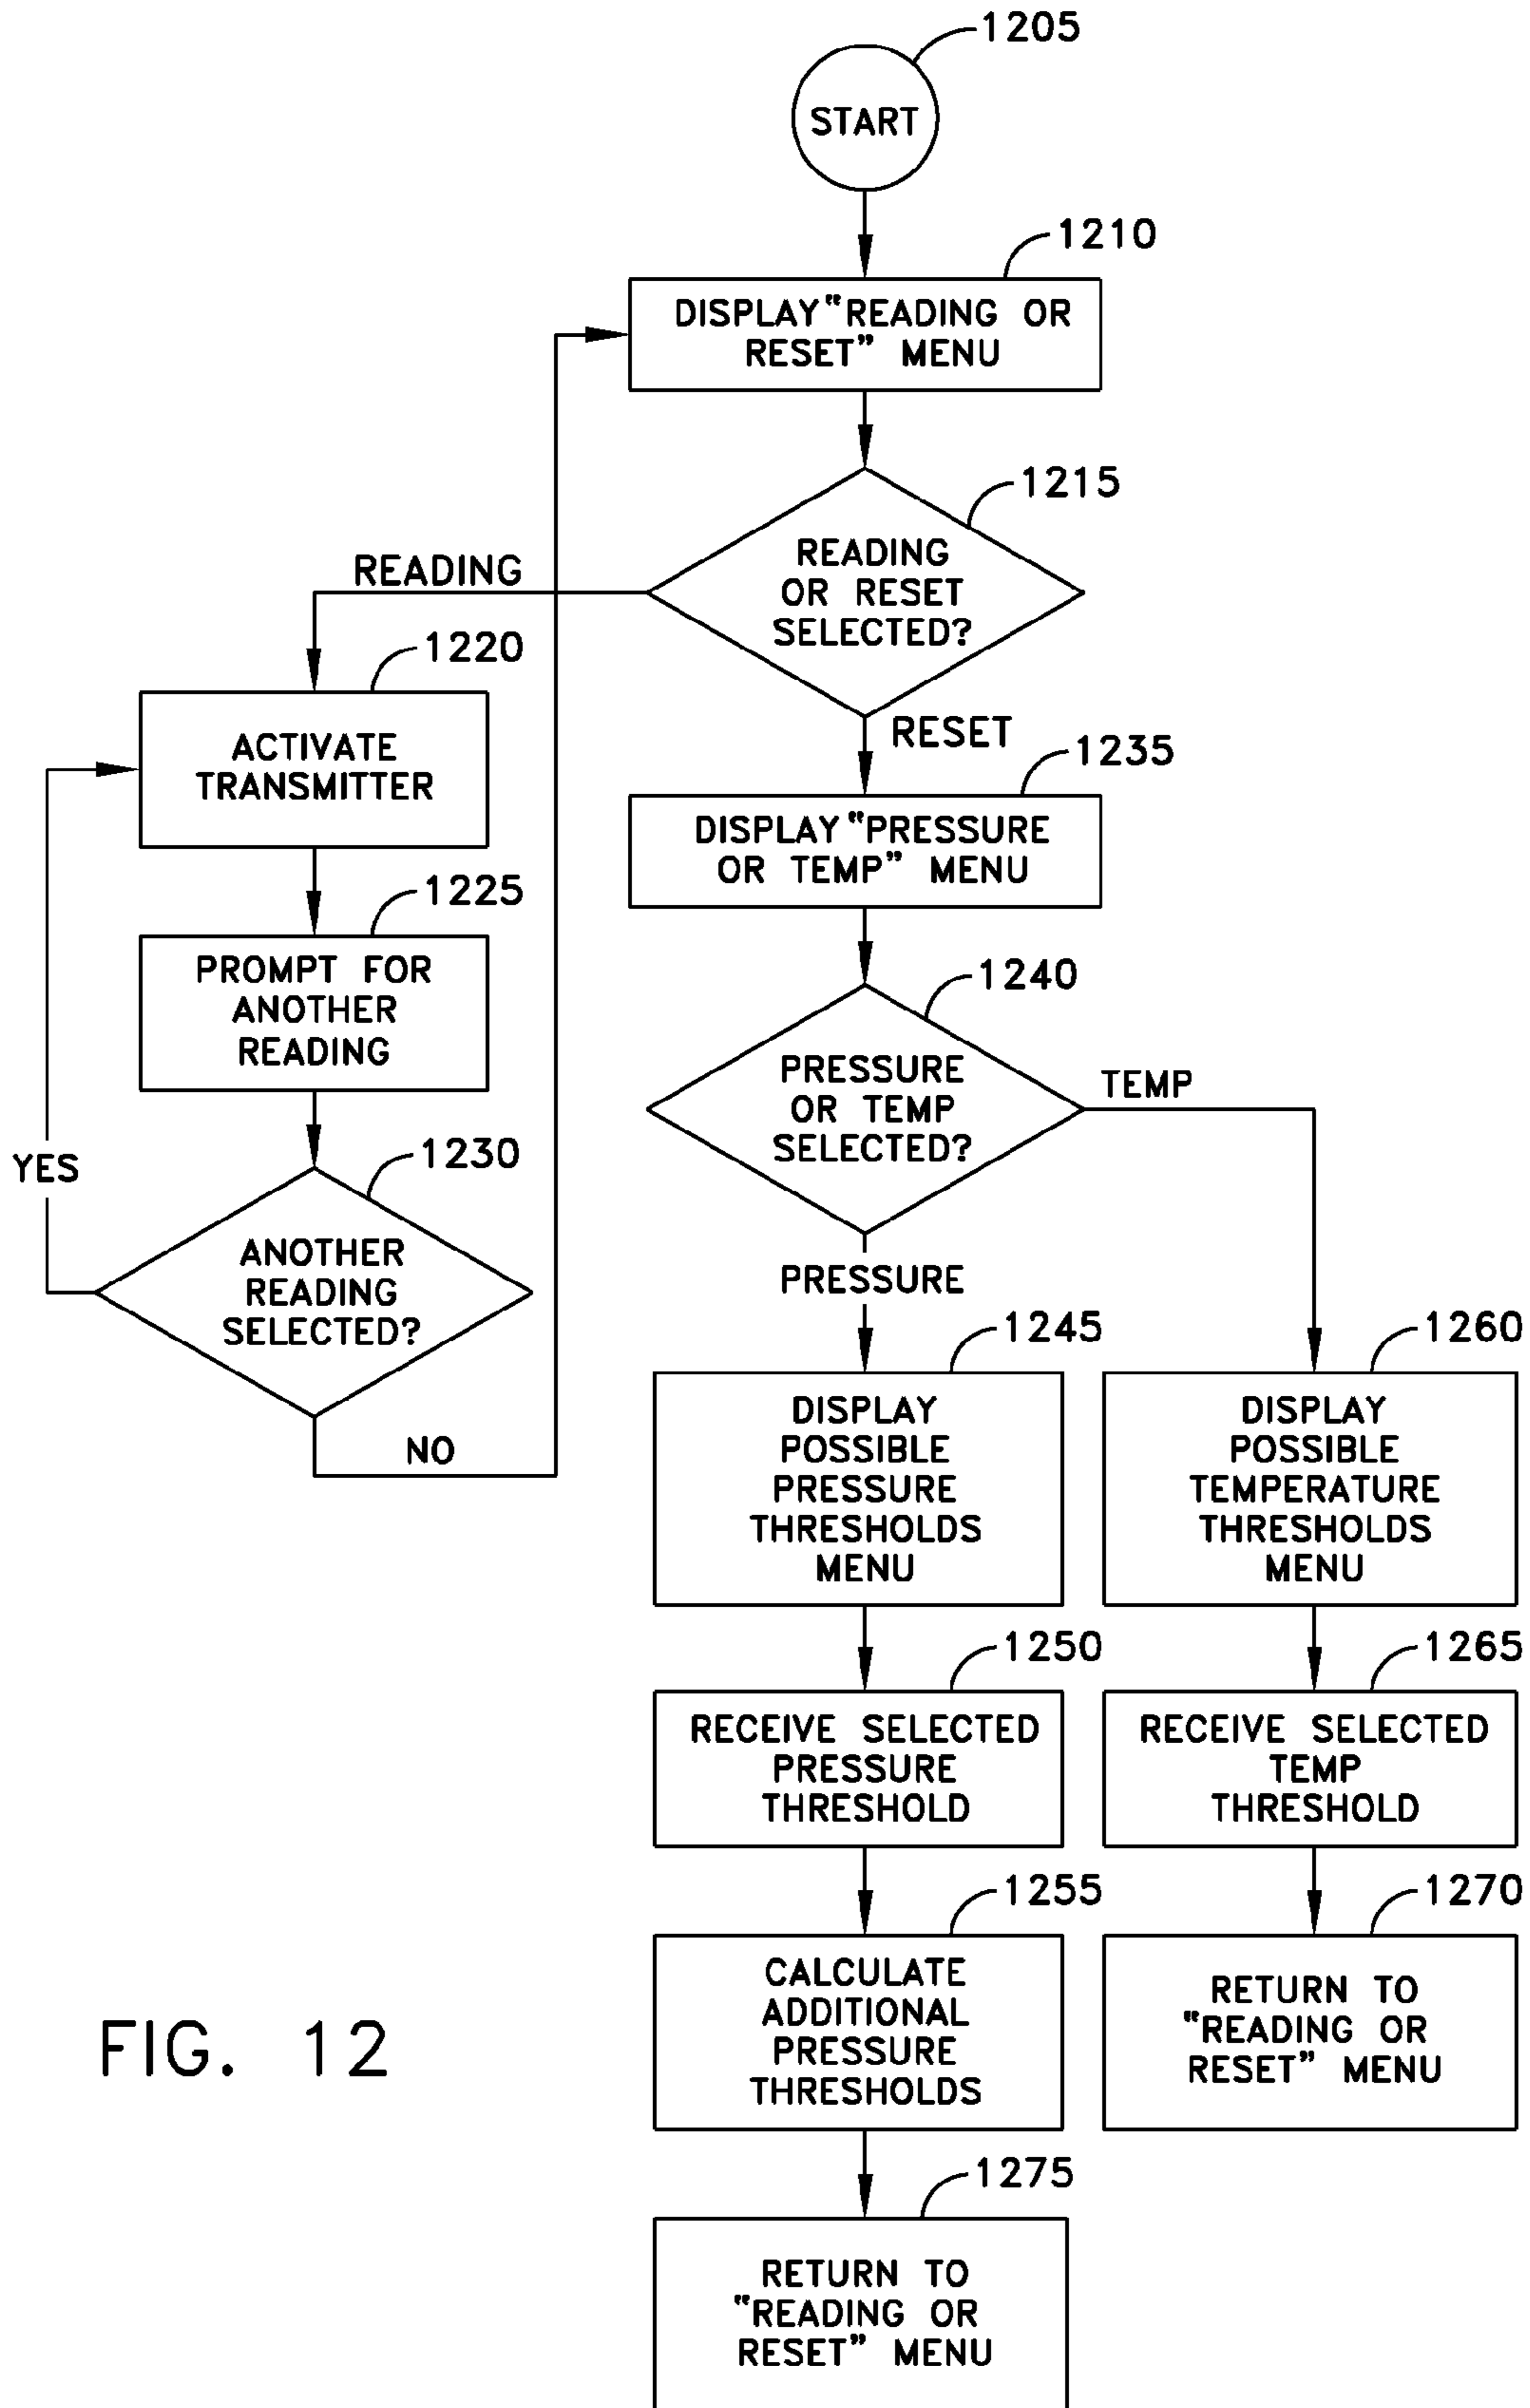 1205
START
1210
DISPLAY "READING OR
RESET" MENU
1215
READING
OR RESET
SELECTED?
READING
1220
ACTIVATE
TRANSMITTER
1225
PROMPT FOR
ANOTHER
READING
1230
ANOTHER
READING
SELECTED?
YES
NO
RESET
1235
DISPLAY "PRESSURE
OR TEMP" MENU
1240
PRESSURE
OR TEMP
SELECTED?
TEMP
PRESSURE
1245
DISPLAY
POSSIBLE
PRESSURE
THRESHOLDS
MENU
1250
RECEIVE SELECTED
PRESSURE
THRESHOLD
1255
CALCULATE
ADDITIONAL
PRESSURE
THRESHOLDS
1275
RETURN TO
"READING OR
RESET" MENU
1260
DISPLAY
POSSIBLE
TEMPERATURE
THRESHOLDS
MENU
1265
RECEIVE SELECTED
TEMP
THRESHOLD
1270
RETURN TO
"READING OR
RESET" MENU
FIG. 12